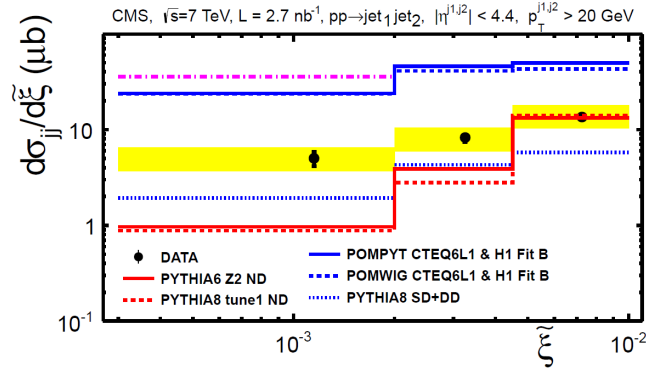 CMS, √s=7 TeV, L = 2.7 nb⁻¹, pp→jet₁jet₂, |η^{j1,j2}| < 4.4, p_T^{j1,j2} > 20 GeV
dσ_{jj}/dξ̃ (μb)
10
1
10⁻¹
DATA
PYTHIA6 Z2 ND
PYTHIA8 tune1 ND
POMPYT CTEQ6L1 & H1 Fit B
POMWIG CTEQ6L1 & H1 Fit B
PYTHIA8 SD+DD
10⁻³
ξ̃
10⁻²